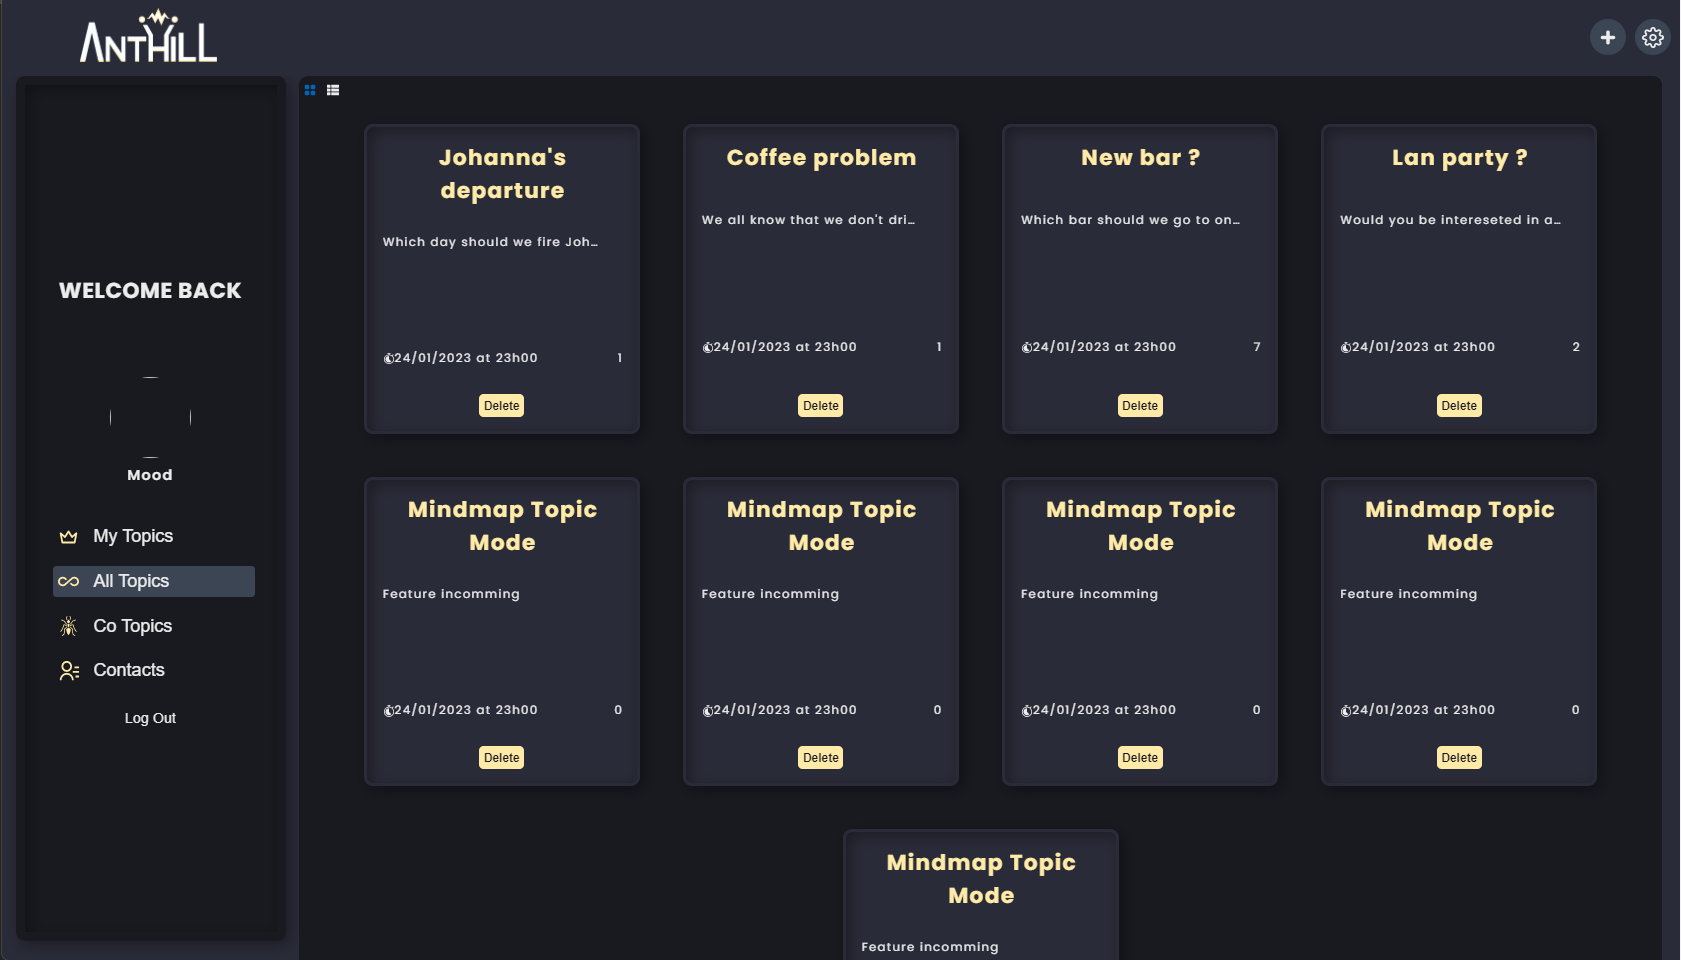 ANTHILL
WELCOME BACK
Mood
My Topics
All Topics
Co Topics
Contacts
Log Out
Johanna's
departure
Which day should we fire Joh...
24/01/2023 at 23h00 1
Delete
Coffee problem
We all know that we don't dri...
24/01/2023 at 23h00 1
Delete
New bar ?
Which bar should we go to on...
24/01/2023 at 23h00 7
Delete
Lan party ?
Would you be intereseted in a...
24/01/2023 at 23h00 2
Delete
Mindmap Topic
Mode
Feature incomming
24/01/2023 at 23h00 0
Delete
Mindmap Topic
Mode
Feature incomming
24/01/2023 at 23h00 0
Delete
Mindmap Topic
Mode
Feature incomming
24/01/2023 at 23h00 0
Delete
Mindmap Topic
Mode
Feature incomming
24/01/2023 at 23h00 0
Delete
Mindmap Topic
Mode
Feature incomming